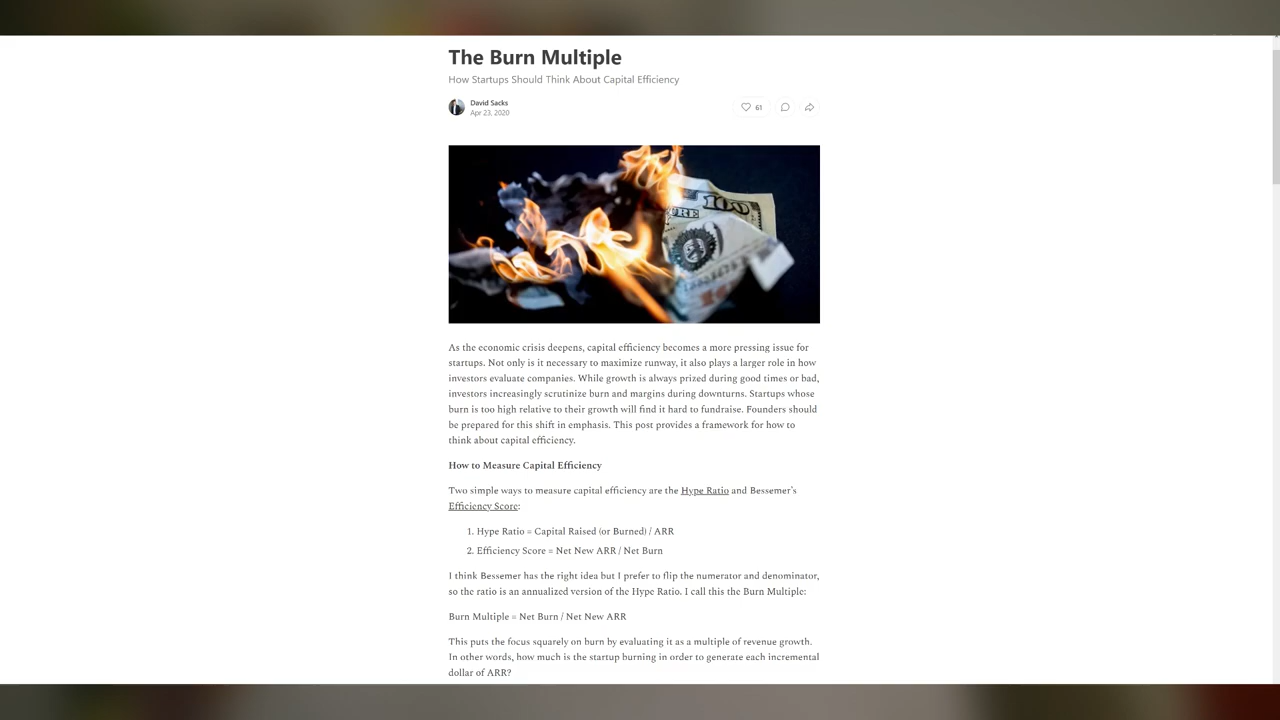 The Burn Multiple
How Startups Should Think About Capital Efficiency
David Sacks
Apr 23, 2020
61
100
As the economic crisis deepens, capital efficiency becomes a more pressing issue for
startups. Not only is it necessary to maximize runway, it also plays a larger role in how
investors evaluate companies. While growth is always prized during good times or bad,
investors increasingly scrutinize burn and margins during downturns. Startups whose
burn is too high relative to their growth will find it hard to fundraise. Founders should
be prepared for this shift in emphasis. This post provides a framework for how to
think about capital efficiency.
How to Measure Capital Efficiency
Two simple ways to measure capital efficiency are the Hype Ratio and Bessemer's
Efficiency Score:
1. Hype Ratio = Capital Raised (or Burned) / ARR
2. Efficiency Score = Net New ARR / Net Burn
I think Bessemer has the right idea but I prefer to flip the numerator and denominator,
so the ratio is an annualized version of the Hype Ratio. I call this the Burn Multiple:
Burn Multiple = Net Burn / Net New ARR
This puts the focus squarely on burn by evaluating it as a multiple of revenue growth.
In other words, how much is the startup burning in order to generate each incremental
dollar of ARR?